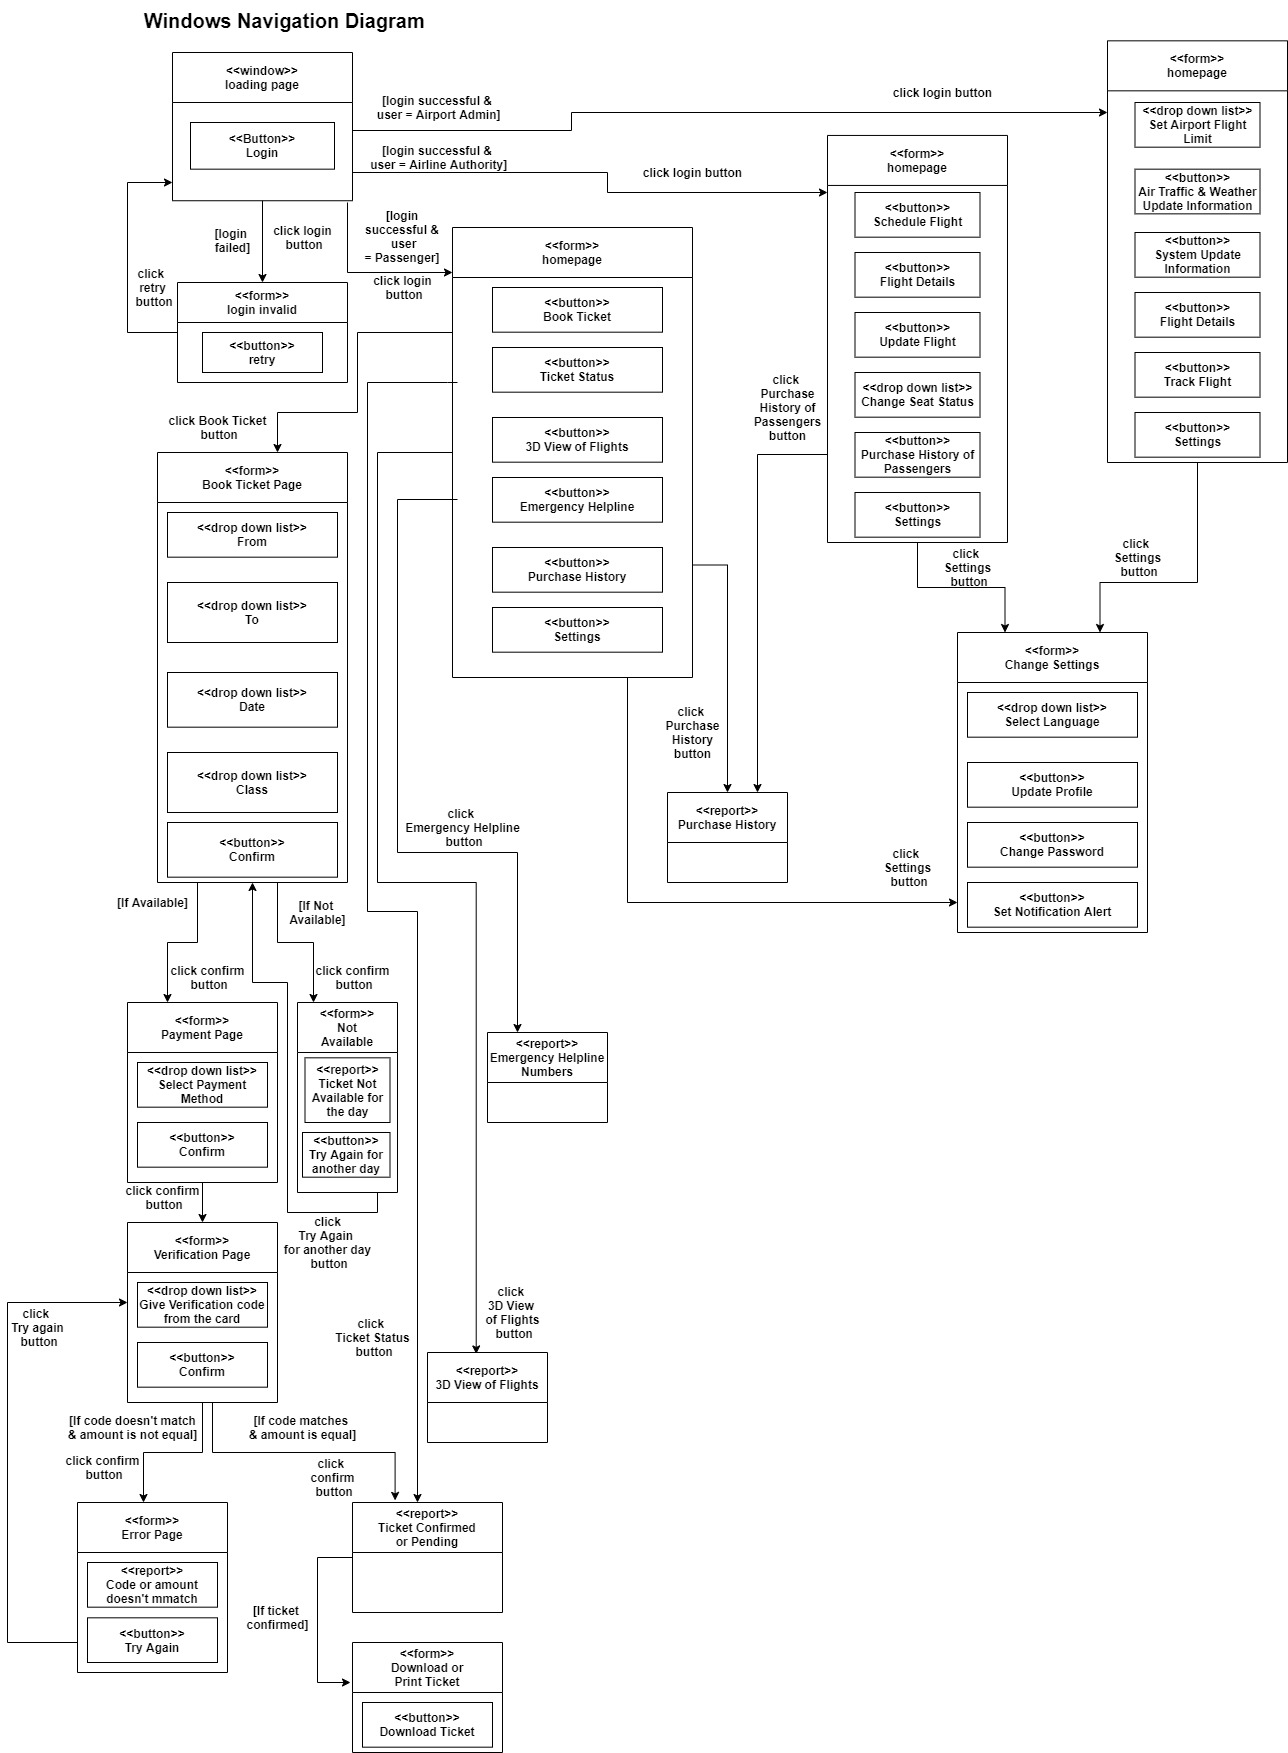 Windows Navigation Diagram
<<window>>
loading page
<<Button>>
Login
[login successful &
user = Airport Admin]
click login button
[login successful &
user = Airline Authority]
click login button
[login
successful &
user
= Passenger]
click login
button
[login
failed]
click login
button
click
retry
button
<<form>>
login invalid
<<button>>
retry
<<form>>
homepage
<<button>>
Book Ticket
<<button>>
Ticket Status
<<button>>
3D View of Flights
<<button>>
Emergency Helpline
<<button>>
Purchase History
<<button>>
Settings
<<form>>
homepage
<<button>>
Schedule Flight
<<button>>
Flight Details
<<button>>
Update Flight
<<drop down list>>
Change Seat Status
<<button>>
Purchase History of
Passengers
<<button>>
Settings
<<form>>
homepage
<<drop down list>>
Set Airport Flight
Limit
<<button>>
Air Traffic & Weather
Update Information
<<button>>
System Update
Information
<<button>>
Flight Details
<<button>>
Track Flight
<<button>>
Settings
click
Purchase
History of
Passengers
button
click
Settings
button
click
Settings
button
click Book Ticket
button
<<form>>
Book Ticket Page
<<drop down list>>
From
<<drop down list>>
To
<<drop down list>>
Date
<<drop down list>>
Class
<<button>>
Confirm
<<form>>
Change Settings
<<drop down list>>
Select Language
<<button>>
Update Profile
<<button>>
Change Password
<<button>>
Set Notification Alert
click
Purchase
History
button
<<report>>
Purchase History
click
Emergency Helpline
button
click
Settings
button
[If Available]
[If Not
Available]
click confirm
button
click confirm
button
<<form>>
Payment Page
<<drop down list>>
Select Payment
Method
<<button>>
Confirm
<<form>>
Not
Available
<<report>>
Ticket Not
Available for
the day
<<button>>
Try Again for
another day
<<report>>
Emergency Helpline
Numbers
click confirm
button
click
Try Again
for another day
button
<<form>>
Verification Page
<<drop down list>>
Give Verification code
from the card
<<button>>
Confirm
click
Try again
button
click
Ticket Status
button
click
3D View
of Flights
button
<<report>>
3D View of Flights
[If code doesn't match
& amount is not equal]
[If code matches
& amount is equal]
click confirm
button
click
confirm
button
<<form>>
Error Page
<<report>>
Code or amount
doesn't mmatch
<<button>>
Try Again
<<report>>
Ticket Confirmed
or Pending
[If ticket
confirmed]
<<form>>
Download or
Print Ticket
<<button>>
Download Ticket